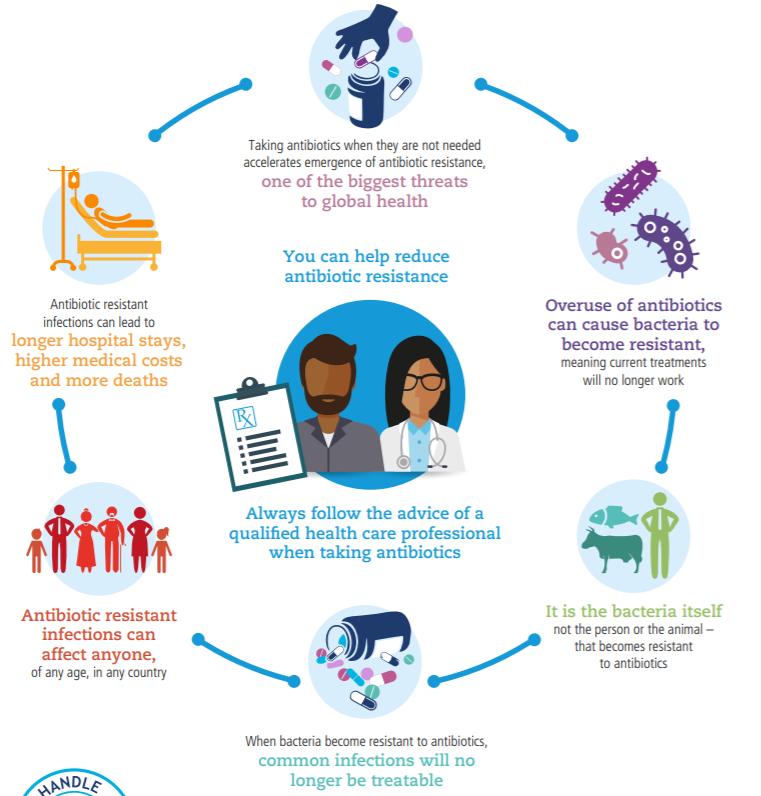 Taking antibiotics when they are not needed
accelerates emergence of antibiotic resistance,
one of the biggest threats
to global health
You can help reduce
antibiotic resistance
Antibiotic resistant
infections can lead to
longer hospital stays,
higher medical costs
and more deaths
Overuse of antibiotics
can cause bacteria to
become resistant,
meaning current treatments
will no longer work
Rx
Always follow the advice of a
qualified health care professional
when taking antibiotics
Antibiotic resistant
infections can
affect anyone,
of any age, in any country
It is the bacteria itself
not the person or the animal –
that becomes resistant
to antibiotics
When bacteria become resistant to antibiotics,
common infections will no
longer be treatable
HANDLE